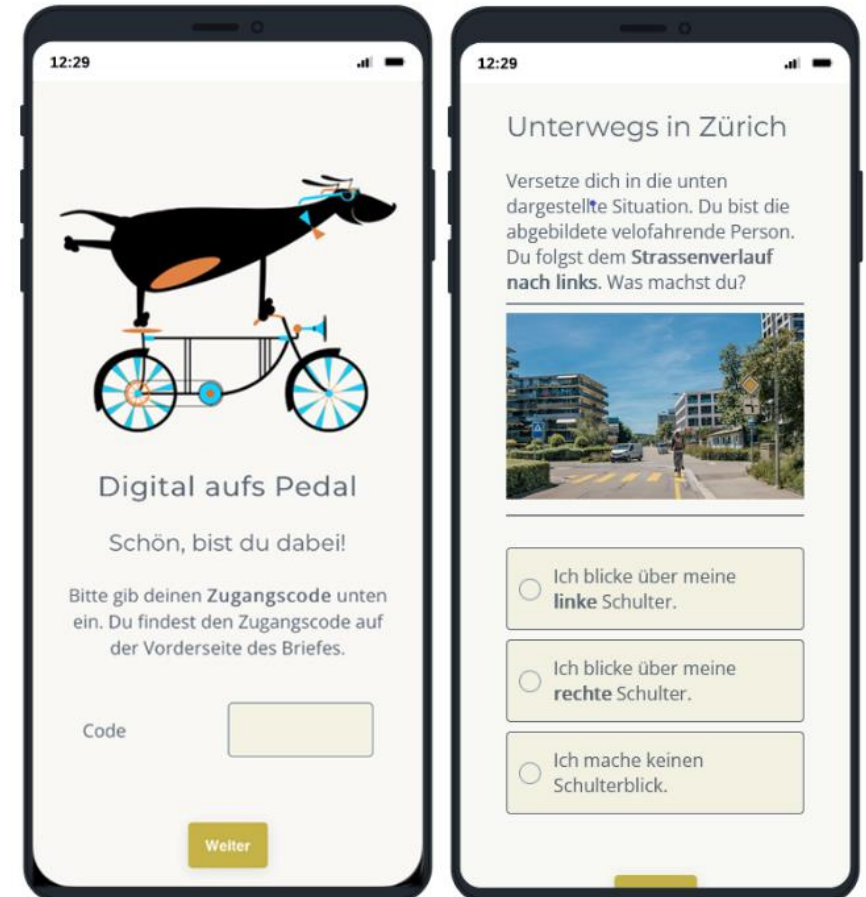 12:29
Digital aufs Pedal
Schön, bist du dabei!
Bitte gib deinen Zugangscode unten
ein. Du findest den Zugangscode auf
der Vorderseite des Briefes.
Code
Weiter
12:29
Unterwegs in Zürich
Versetze dich in die unten
dargestellte Situation. Du bist die
abgebildete velofahrende Person.
Du folgst dem Strassenverlauf
nach links. Was machst du?
Ich blicke über meine
linke Schulter.
Ich blicke über meine
rechte Schulter.
Ich mache keinen
Schulterblick.